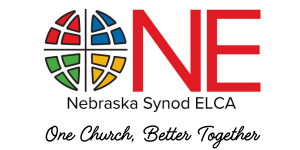 ONE
Nebraska Synod ELCA
One Church, Better Together